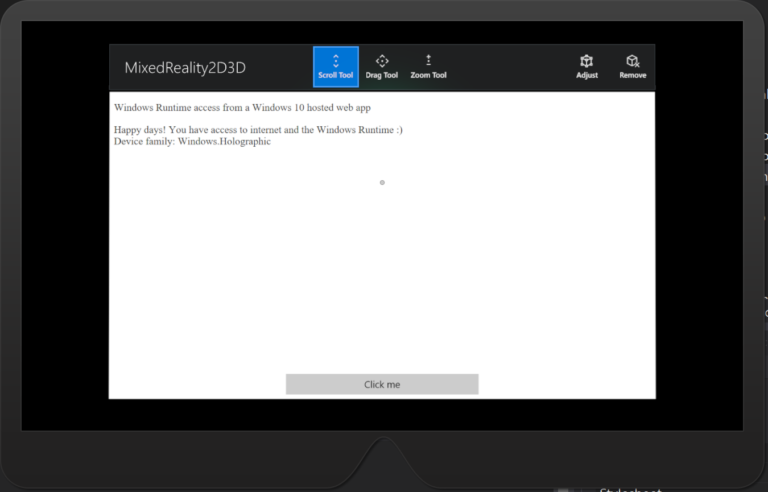 MixedReality2D3D
Scroll Tool
Drag Tool
Zoom Tool
Adjust
Remove
Windows Runtime access from a Windows 10 hosted web app
Happy days! You have access to internet and the Windows Runtime :)
Device family: Windows.Holographic
Click me